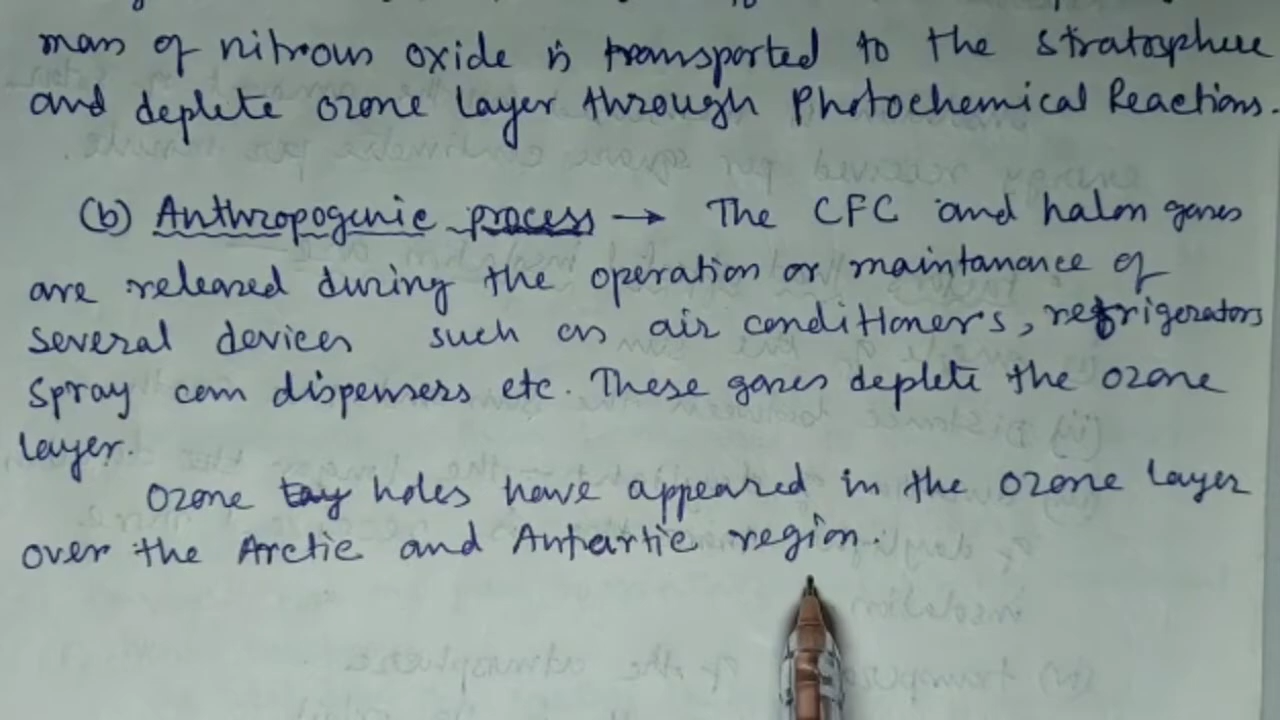 mass of nitrous oxide is transported to the stratosphere
and deplete ozone layer through Photochemical Reactions.
(b) Anthropogenic process → The CFC and halon gases
are released during the operation or maintanance of
several devices such as air conditioners, refrigerators
spray can dispensers etc. These gases deplete the ozone
layer.
Ozone holes have appeared in the ozone layer
over the Arctic and Antartic region.